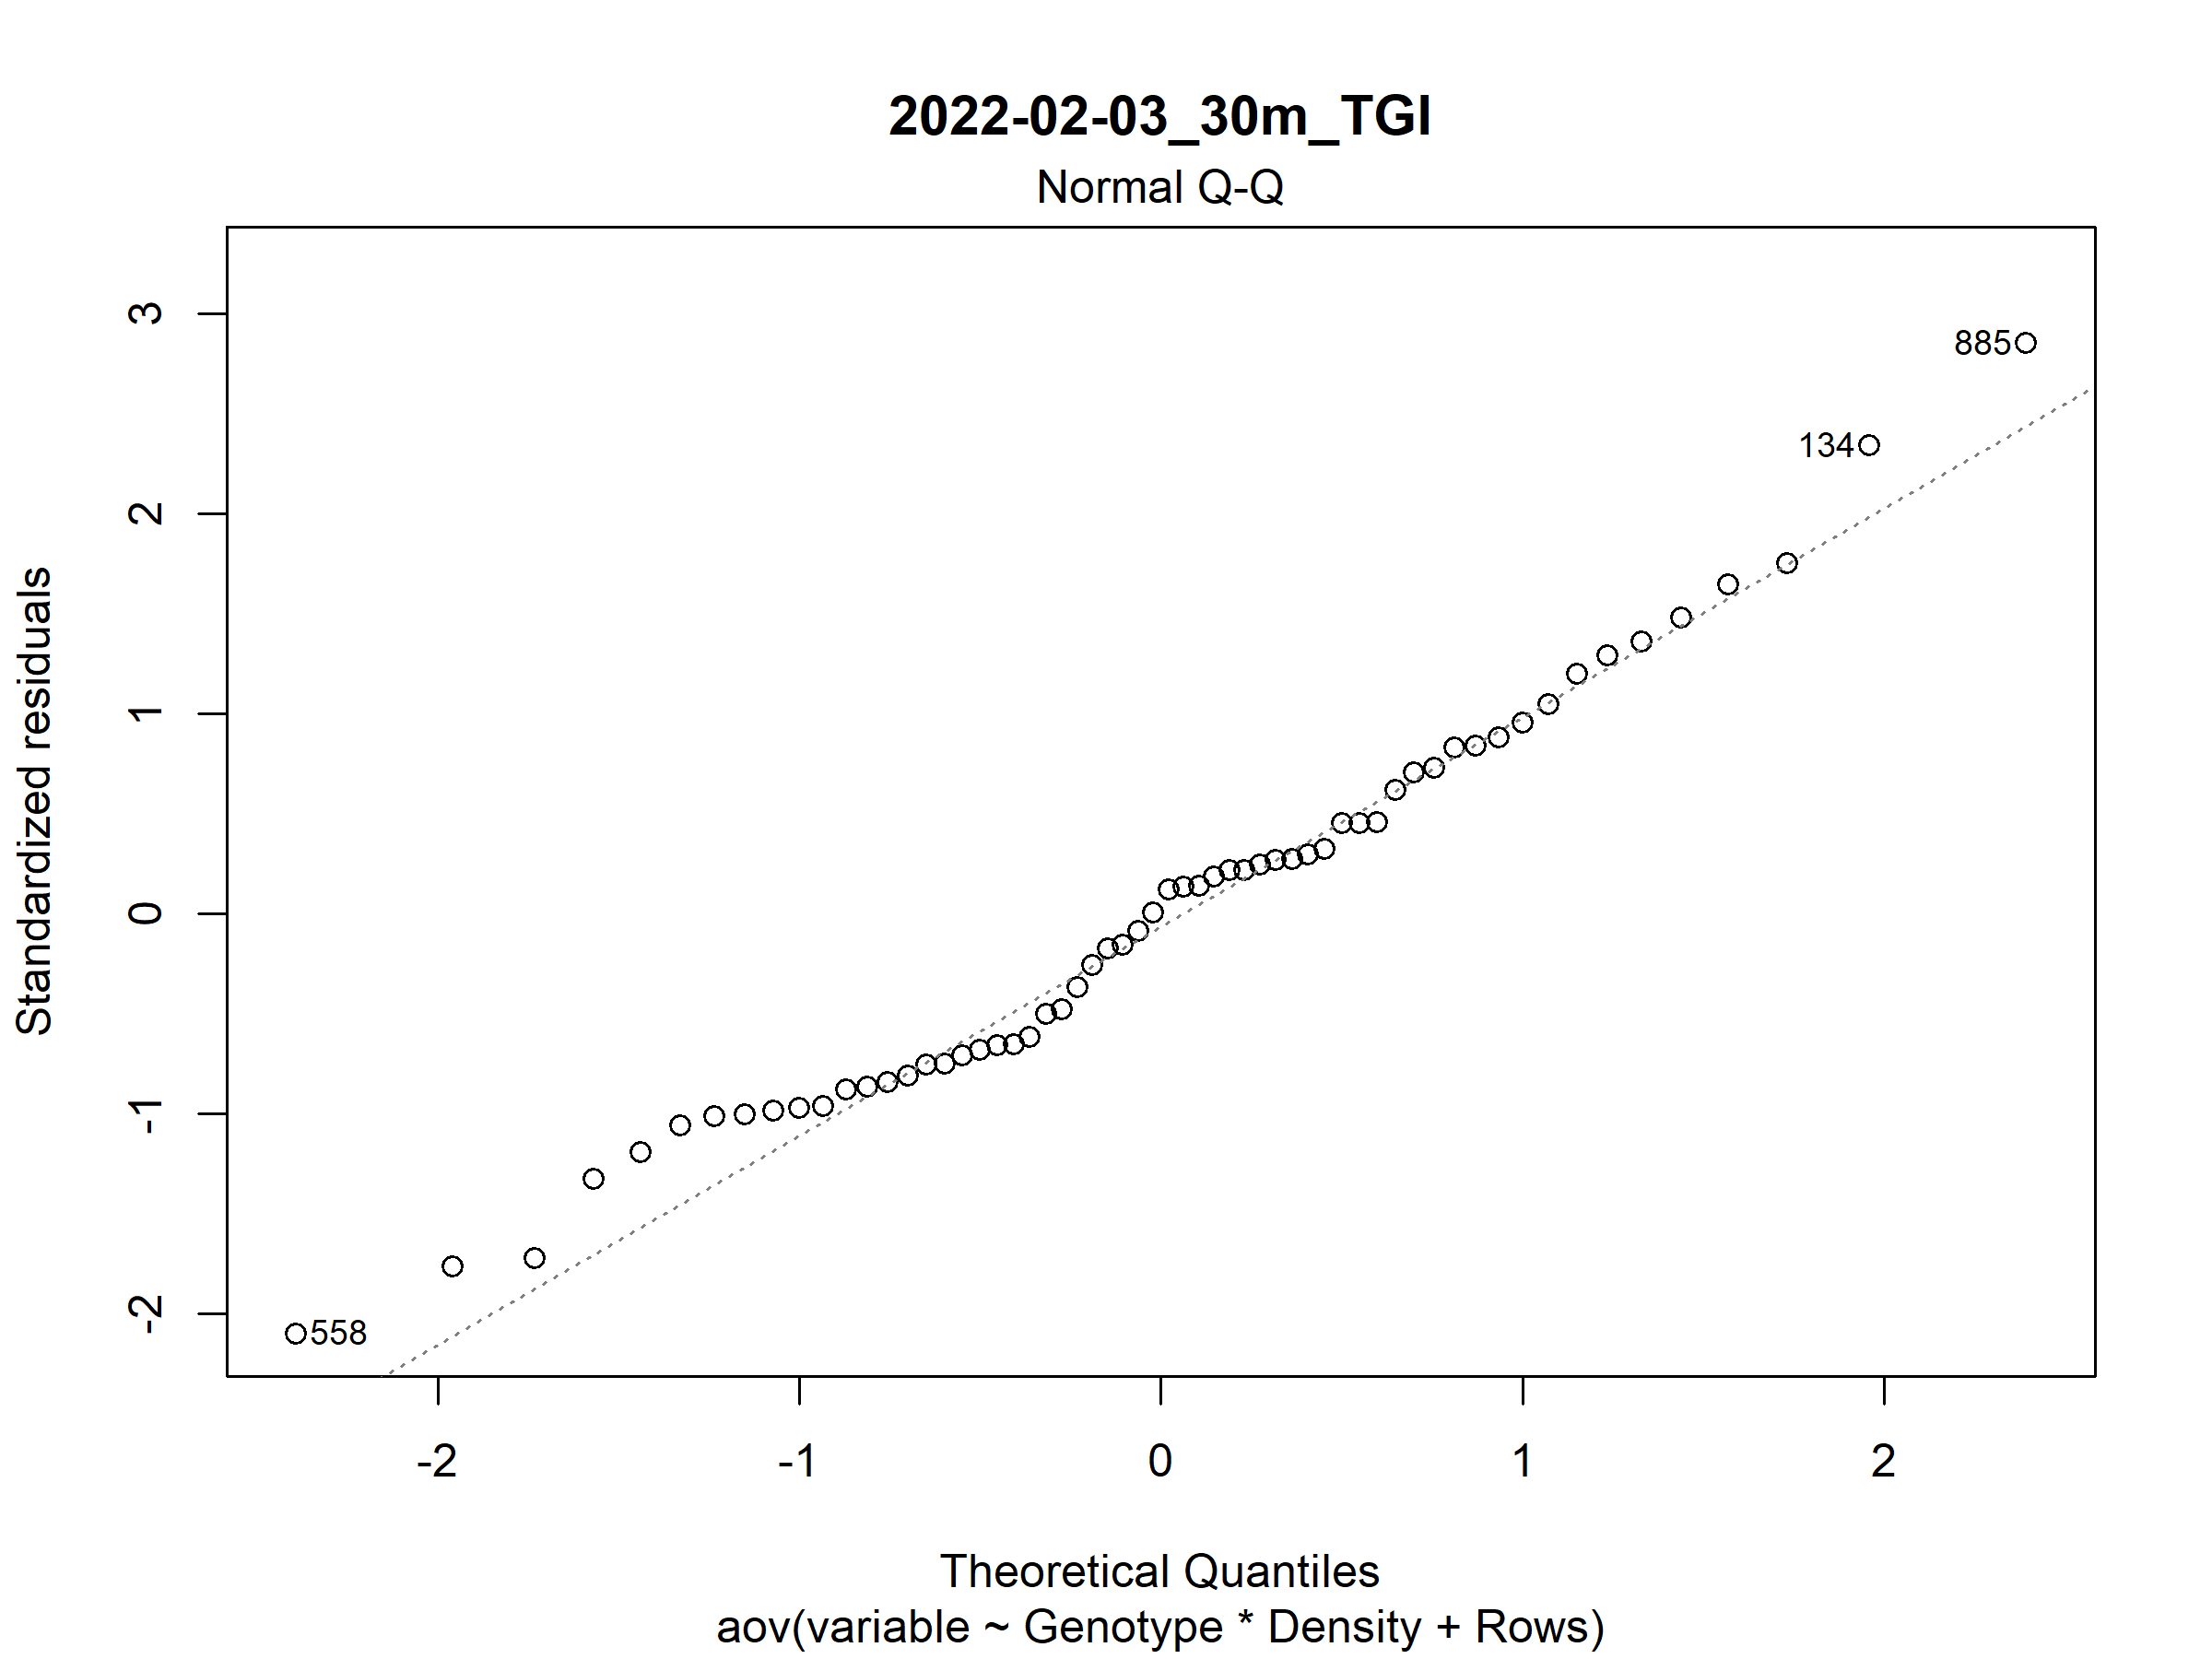 2022-02-03_30m_TGI
Normal Q-Q
3
2
1
0
-1
-2
Standardized residuals
885
134
558
-2 -1 0 1 2
Theoretical Quantiles
aov(variable ~ Genotype * Density + Rows)